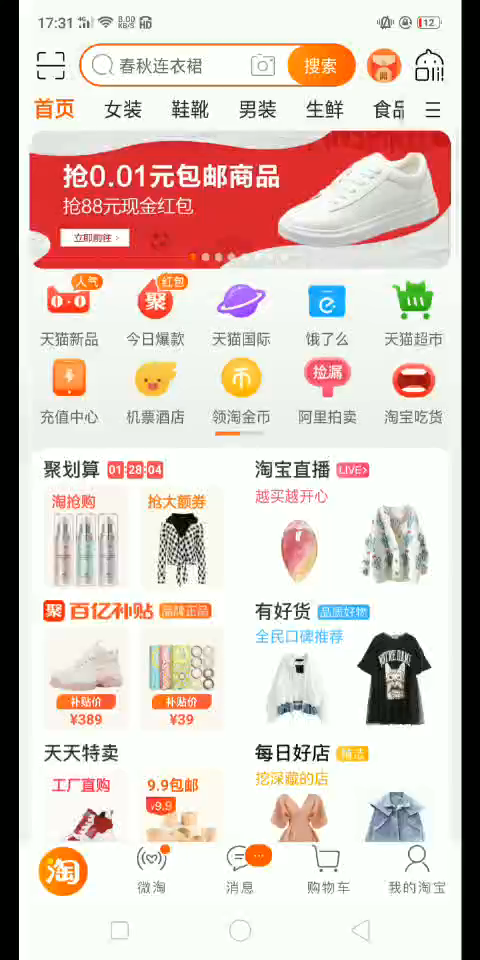 17:31 4G 0.00 KB/S HD 12
春秋连衣裙 搜索
首页 女装 鞋靴 男装 生鲜 食品
抢0.01元包邮商品
抢88元现金红包
立即前往 >
人气 红包
聚
天猫新品 今日爆款 天猫国际 饿了么 天猫超市
币 捡漏
充值中心 机票酒店 领淘金币 阿里拍卖 淘宝吃货
聚划算 01:28:04 淘宝直播 LIVE>
淘抢购 抢大额券 越买越开心
聚 百亿补贴 品牌正品 有好货 品质好物
全民口碑推荐
NOTRE DAME
补贴价 补贴价
¥389 ¥39
天天特卖 每日好店 精选
工厂直购 9.9包邮 挖深藏的店
¥9.9
淘
微淘 消息 购物车 我的淘宝